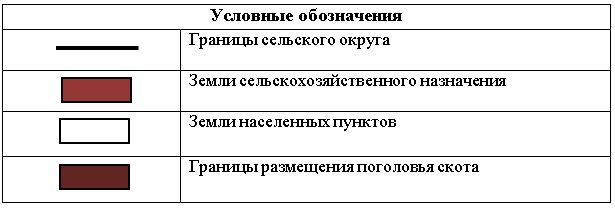 Условные обозначения
Границы сельского округа
Земли сельскохозяйственного назначения
Земли населенных пунктов
Границы размещения поголовья скота